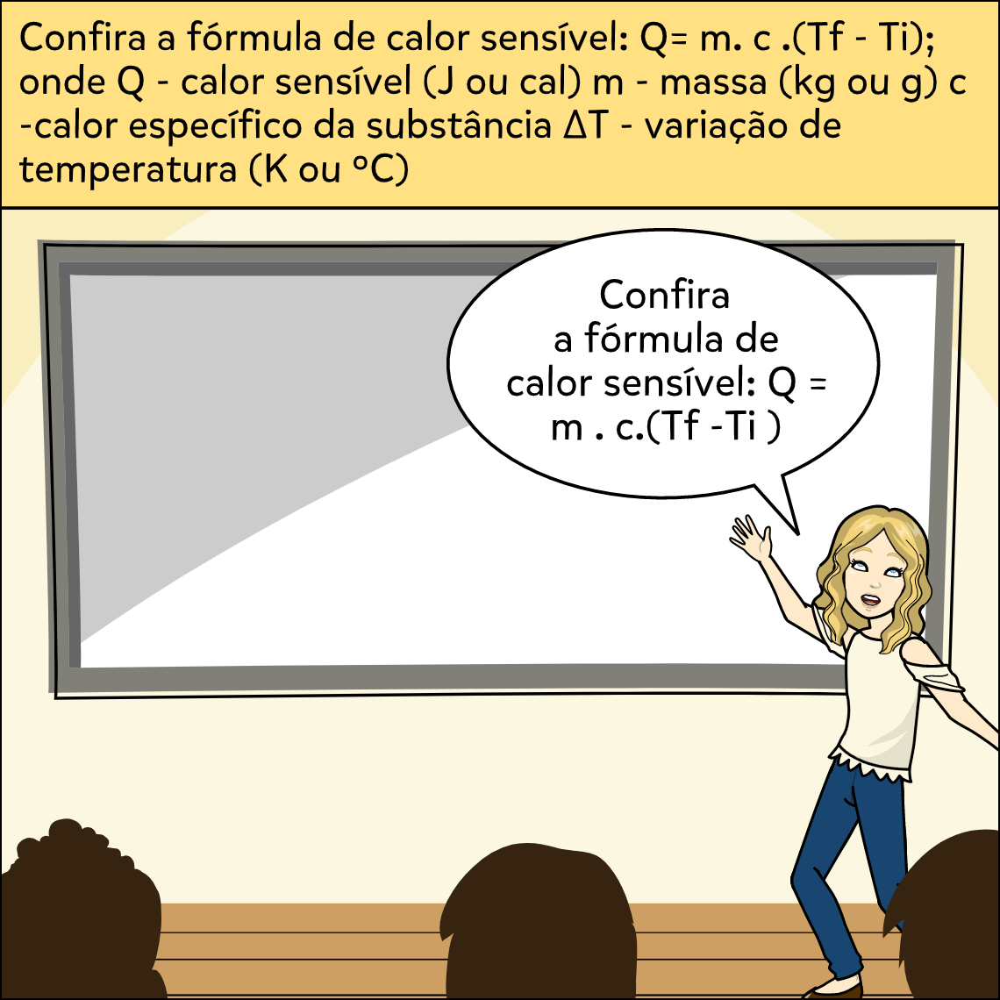 Confira a fórmula de calor sensível: Q= m. c .(Tf - Ti);
onde Q - calor sensível (J ou cal) m - massa (kg ou g) c
-calor específico da substância ΔT - variação de
temperatura (K ou ºC)
Confira
a fórmula de
calor sensível: Q =
m . c.(Tf -Ti )